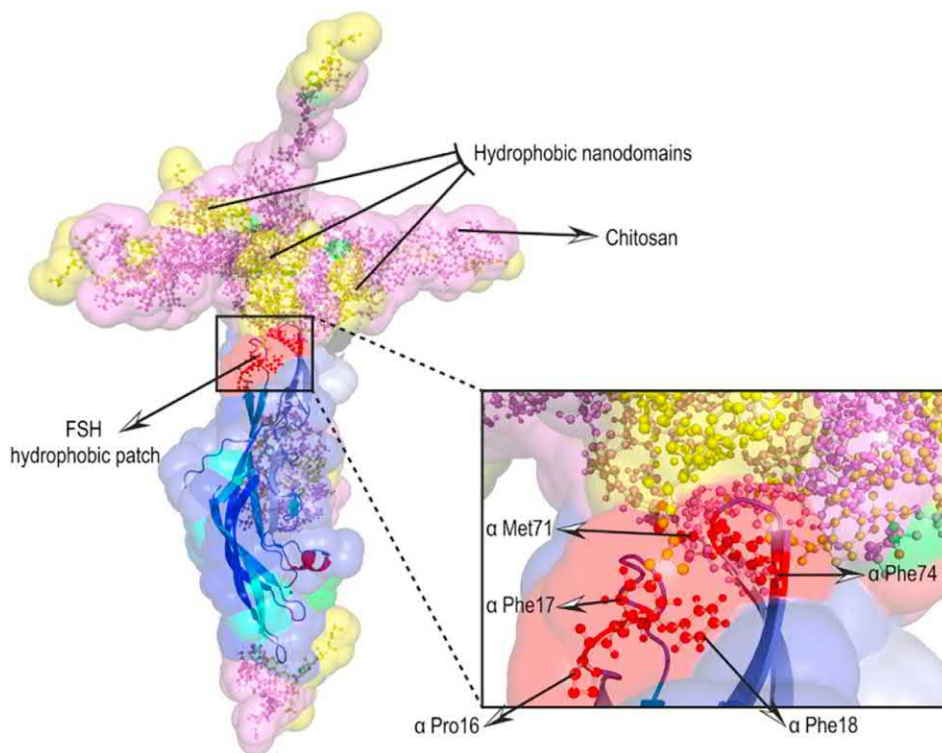 Hydrophobic nanodomains
Chitosan
FSH
hydrophobic patch
α Met71
α Phe74
α Phe17
α Pro16
α Phe18